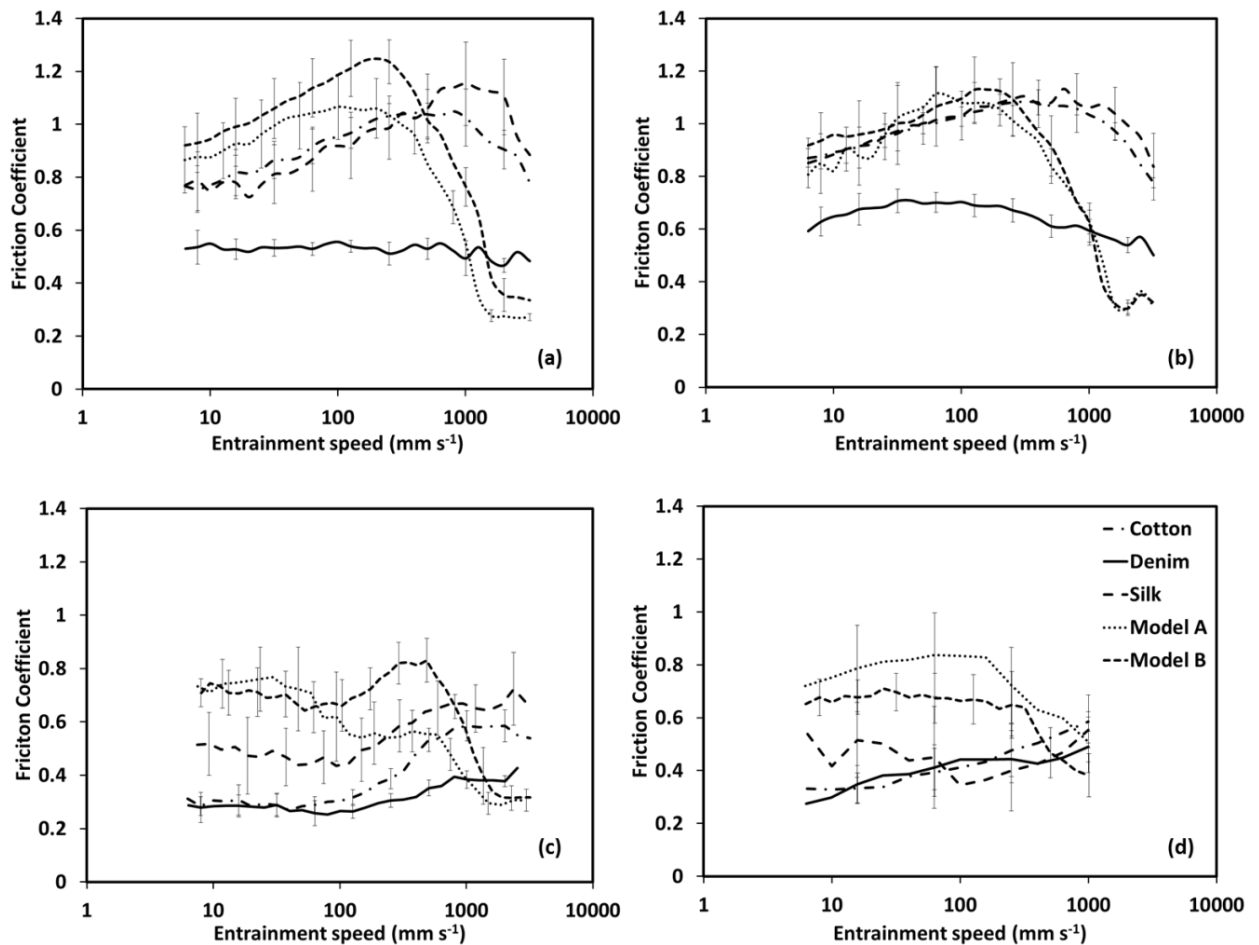 1.4
1.2
1
0.8
0.6
0.4
0.2
0
Friction Coefficient
1 10 100 1000 10000
Entrainment speed (mm s-1)
(a)
1.4
1.2
1
0.8
0.6
0.4
0.2
0
Friciton Coefficient
1 10 100 1000 10000
Entrainment speed (mm s-1)
(b)
1.4
1.2
1
0.8
0.6
0.4
0.2
0
Friciton Coefficient
1 10 100 1000 10000
Entrainment speed (mm s-1)
(c)
1.4
1.2
1
0.8
0.6
0.4
0.2
0
Friction Coefficient
1 10 100 1000 10000
Entrainment speed (mm s-1)
Cotton
Denim
Silk
Model A
Model B
(d)